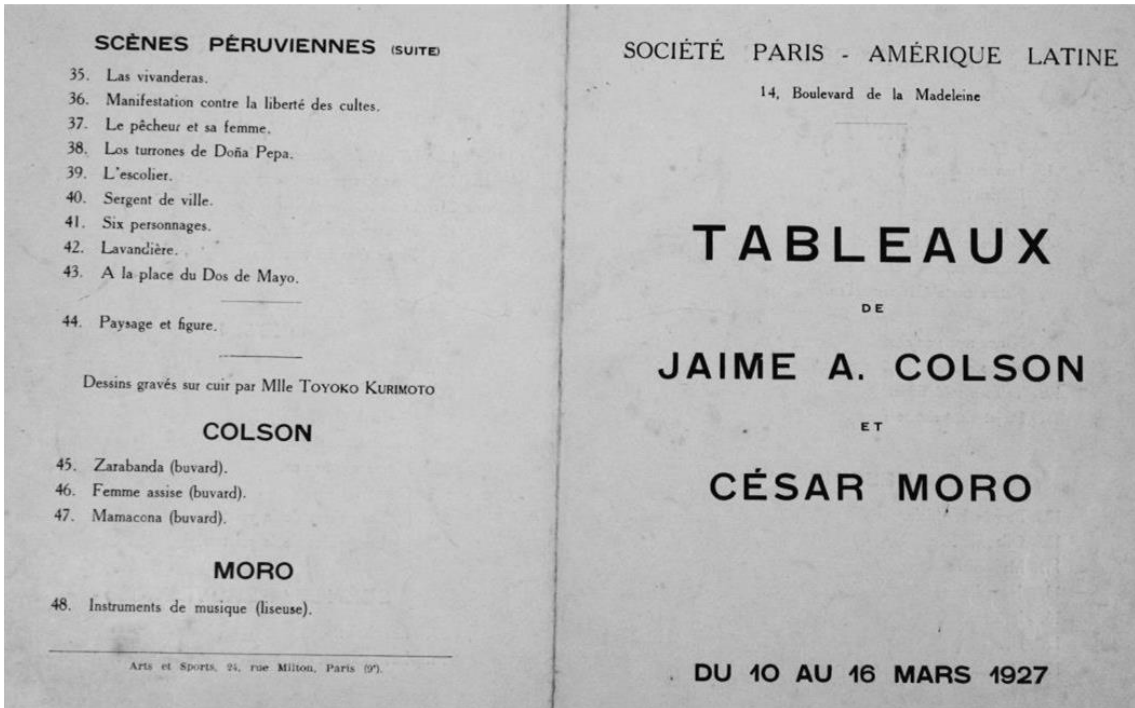 SCÈNES PÉRUVIENNES (SUITE)
35. Las vivanderas.
36. Manifestation contre la liberté des cultes.
37. Le pêcheur et sa femme.
38. Los turrones de Doña Pepa.
39. L'escolier.
40. Sergent de ville.
41. Six personnages.
42. Lavandière.
43. A la place du Dos de Mayo.
44. Paysage et figure.
Dessins gravés sur cuir par Mlle TOYOKO KURIMOTO
COLSON
45. Zarabanda (buvard).
46. Femme assise (buvard).
47. Mamacona (buvard).
MORO
48. Instruments de musique (liseuse).
Arts et Sports, 24, rue Milton, Paris (9e).
SOCIÉTÉ PARIS - AMÉRIQUE LATINE
14, Boulevard de la Madeleine
TABLEAUX
DE
JAIME A. COLSON
ET
CÉSAR MORO
DU 10 AU 16 MARS 1927